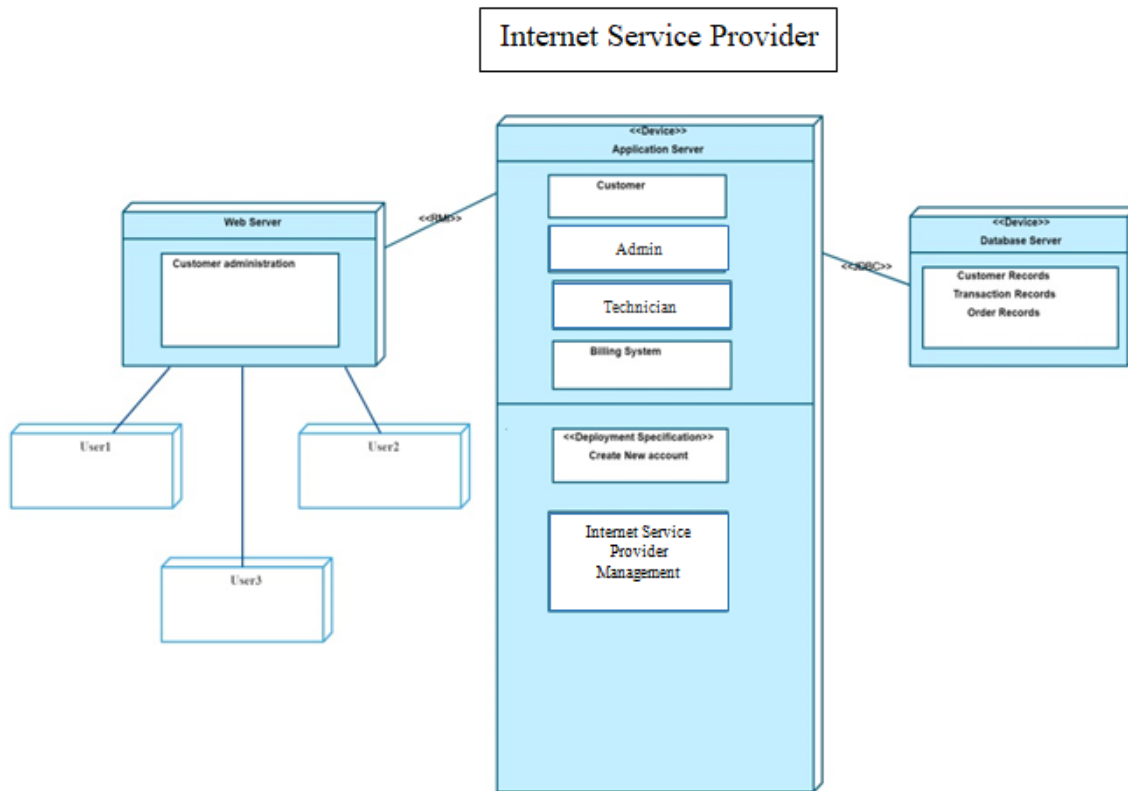 Internet Service Provider
<<Device>>
Application Server
Customer
Admin
Technician
Billing System
<<Deployment Specification>>
Create New account
Internet Service
Provider
Management
Web Server
Customer administration
<<RMI>>
<<Device>>
Database Server
Customer Records
Transaction Records
Order Records
<<JDBC>>
User1
User2
User3